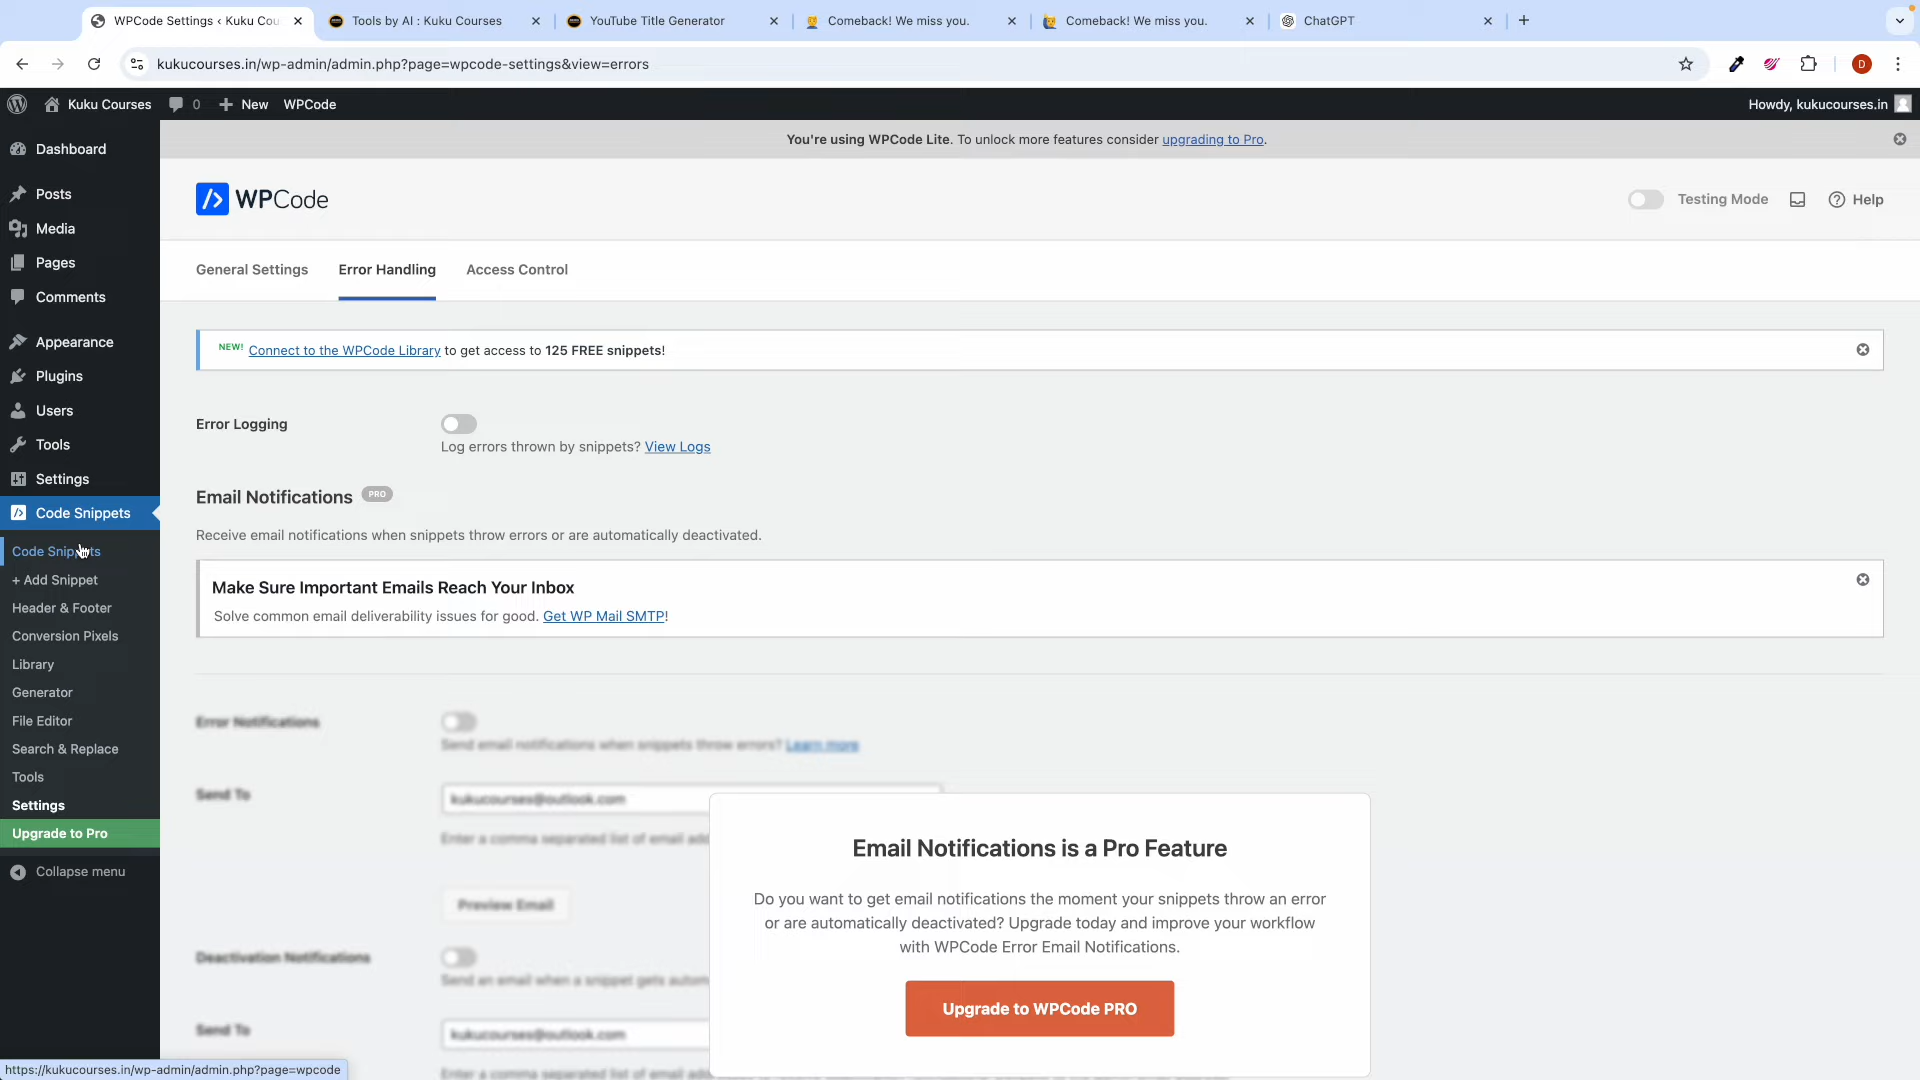 WPCode Settings ‹ Kuku Cou
Tools by AI : Kuku Courses
YouTube Title Generator
Comeback! We miss you.
Comeback! We miss you.
ChatGPT
kukucourses.in/wp-admin/admin.php?page=wpcode-settings&view=errors
D
Kuku Courses
0
New
WPCode
Howdy, kukucourses.in
Dashboard
Posts
Media
Pages
Comments
Appearance
Plugins
Users
Tools
Settings
Code Snippets
Code Snippets
+ Add Snippet
Header & Footer
Conversion Pixels
Library
Generator
File Editor
Search & Replace
Tools
Settings
Upgrade to Pro
Collapse menu
You're using WPCode Lite. To unlock more features consider upgrading to Pro.
WPCode
Testing Mode
Help
General Settings
Error Handling
Access Control
NEW! Connect to the WPCode Library to get access to 125 FREE snippets!
Error Logging
Log errors thrown by snippets? View Logs
Email Notifications PRO
Receive email notifications when snippets throw errors or are automatically deactivated.
Make Sure Important Emails Reach Your Inbox
Solve common email deliverability issues for good. Get WP Mail SMTP!
Error Notifications
Send email notifications when snippets throw errors? Learn more
Send To
kukucourses@outlook.com
Enter a comma separated list of email add
Preview Email
Deactivation Notifications
Send an email when a snippet gets autom
Send To
kukucourses@outlook.com
Email Notifications is a Pro Feature
Do you want to get email notifications the moment your snippets throw an error
or are automatically deactivated? Upgrade today and improve your workflow
with WPCode Error Email Notifications.
Upgrade to WPCode PRO
https://kukucourses.in/wp-admin/admin.php?page=wpcode